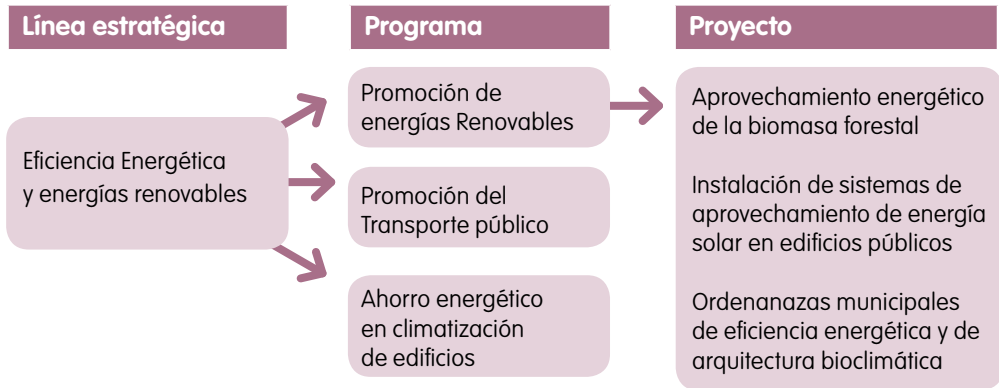 Línea estratégica
Programa
Proyecto
Eficiencia Energética
y energías renovables
Promoción de
energías Renovables
Promoción del
Transporte público
Ahorro energético
en climatización
de edificios
Aprovechamiento energético
de la biomasa forestal
Instalación de sistemas de
aprovechamiento de energía
solar en edificios públicos
Ordenanazas municipales
de eficiencia energética y de
arquitectura bioclimática